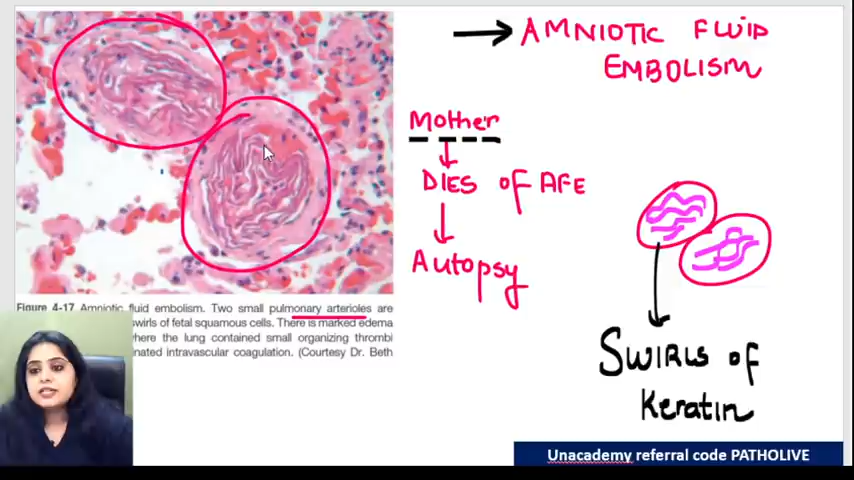 AMNIOTIC FLUID
EMBOLISM
Mother
DIES OF AFE
Autopsy
SWIRLS OF
Keratin
Figure 4-17 Amniotic fluid embolism. Two small pulmonary arterioles are
swirls of fetal squamous cells. There is marked edema
where the lung contained small organizing thrombi
nated intravascular coagulation. (Courtesy Dr. Beth
Unacademy referral code PATHOLIVE